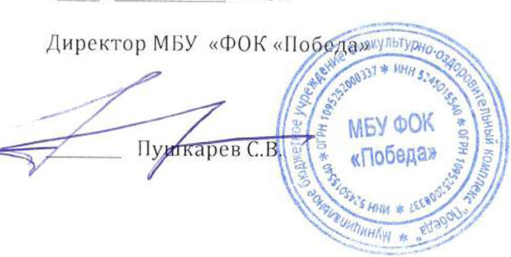 Директор МБУ «ФОК «Победа»
Пушкарев С.В.
Муниципальное бюджетное учреждение физкультурно-оздоровительный комплекс "Победа" *
* ИНН 5245015540 * ОГРН 1095252000337 * ИНН 5245015540 * ОГРН 1095252000337
МБУ ФОК
«Победа»